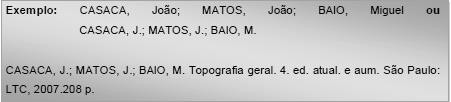 Exemplo: CASACA, João; MATOS, João; BAIO, Miguel ou
CASACA, J.; MATOS, J.; BAIO, M.
CASACA, J.; MATOS, J.; BAIO, M. Topografia geral. 4. ed. atual. e aum. São Paulo:
LTC, 2007.208 p.